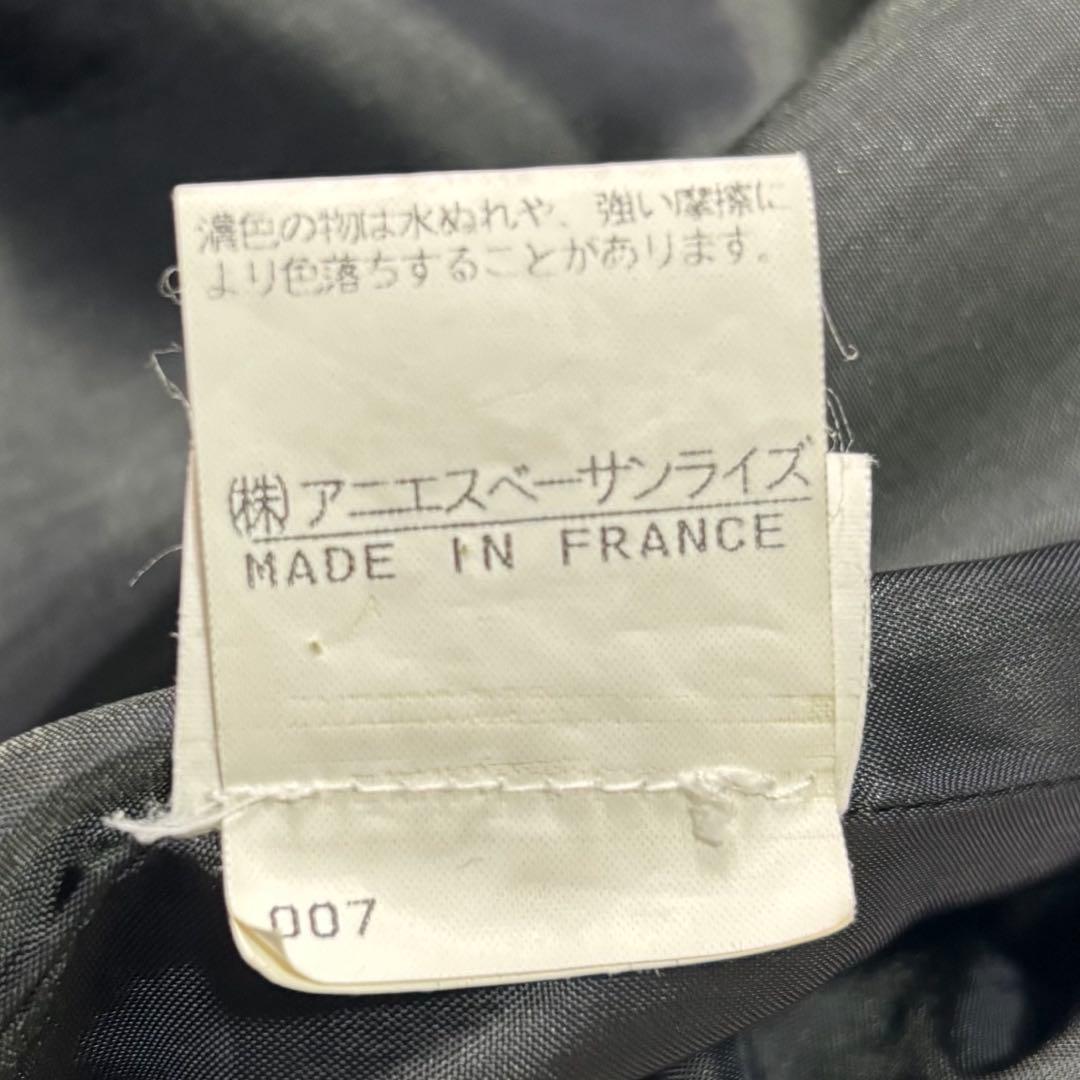 濃色の物は水ぬれや、強い摩擦に
より色落ちすることがあります。
(株)アニエスベーサンライズ
MADE IN FRANCE
007